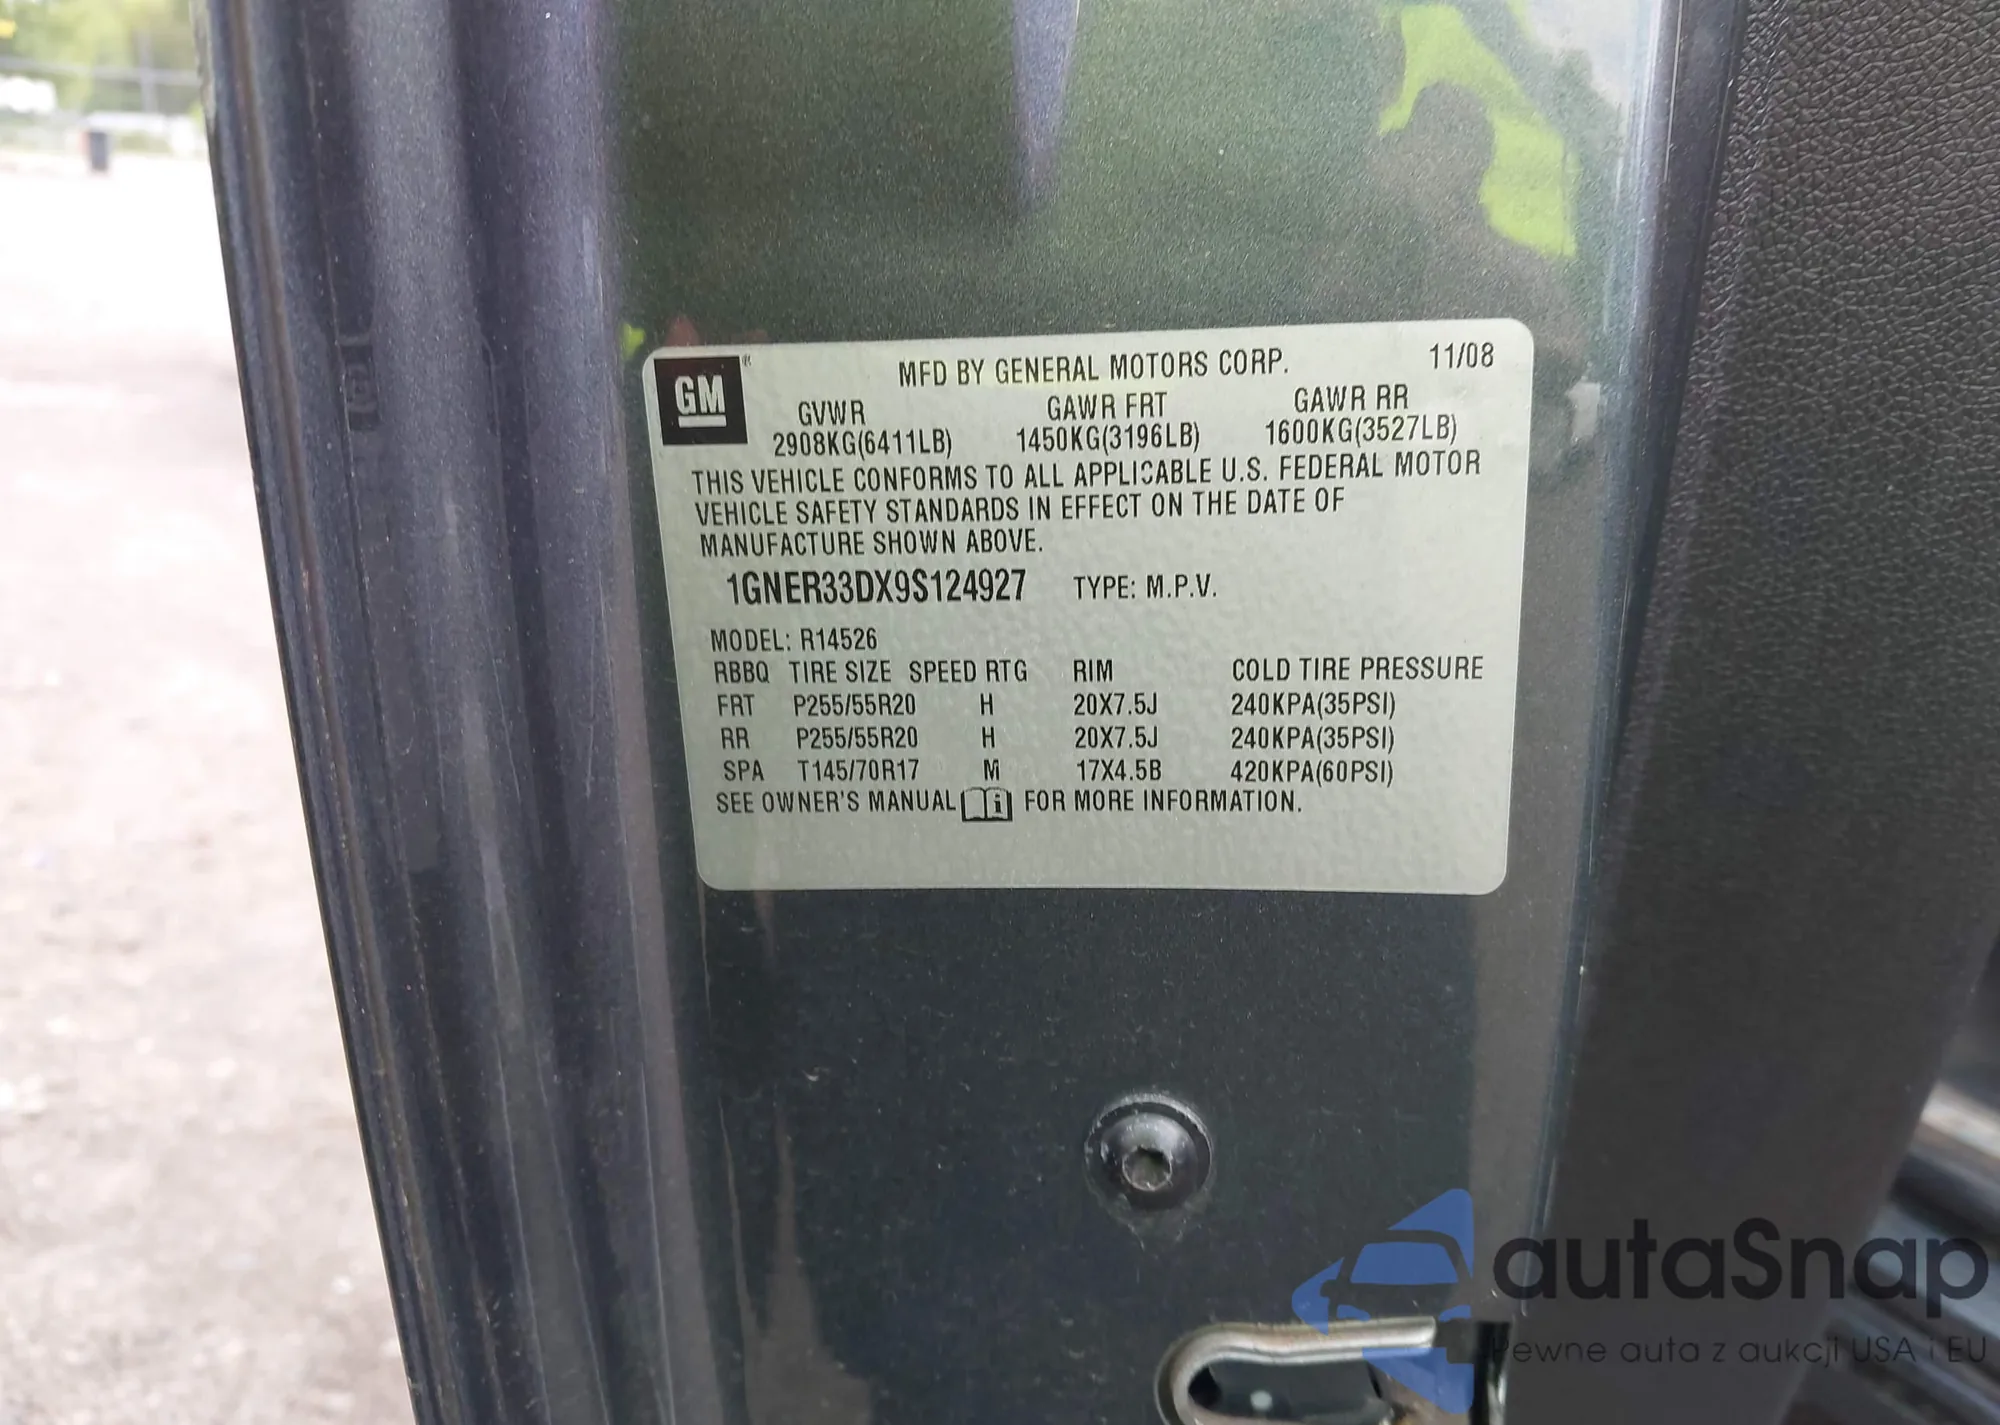 GM ®
MFD BY GENERAL MOTORS CORP. 11/08
GVWR GAWR FRT GAWR RR
2908KG(6411LB) 1450KG(3196LB) 1600KG(3527LB)
THIS VEHICLE CONFORMS TO ALL APPLICABLE U.S. FEDERAL MOTOR
VEHICLE SAFETY STANDARDS IN EFFECT ON THE DATE OF
MANUFACTURE SHOWN ABOVE.
1GNER33DX9S124927 TYPE: M.P.V.
MODEL: R14526
RBBQ TIRE SIZE SPEED RTG RIM COLD TIRE PRESSURE
FRT P255/55R20 H 20X7.5J 240KPA(35PSI)
RR P255/55R20 H 20X7.5J 240KPA(35PSI)
SPA T145/70R17 M 17X4.5B 420KPA(60PSI)
SEE OWNER'S MANUAL i FOR MORE INFORMATION.
autaSnap
Pewne auta z aukcji USA i EU